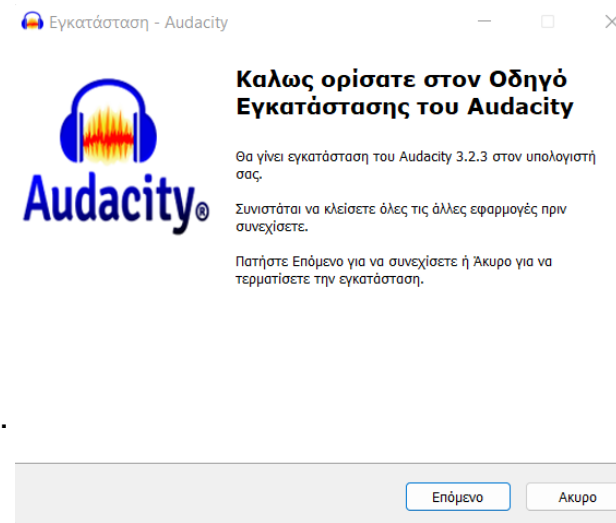 Εγκατάσταση - Audacity
Καλως ορίσατε στον Οδηγό
Εγκατάστασης του Audacity
Θα γίνει εγκατάσταση του Audacity 3.2.3 στον υπολογιστή
σας.
Συνιστάται να κλείσετε όλες τις άλλες εφαρμογές πριν
συνεχίσετε.
Πατήστε Επόμενο για να συνεχίσετε ή Άκυρο για να
τερματίσετε την εγκατάσταση.
Audacity®
.
Επόμενο
Ακυρο